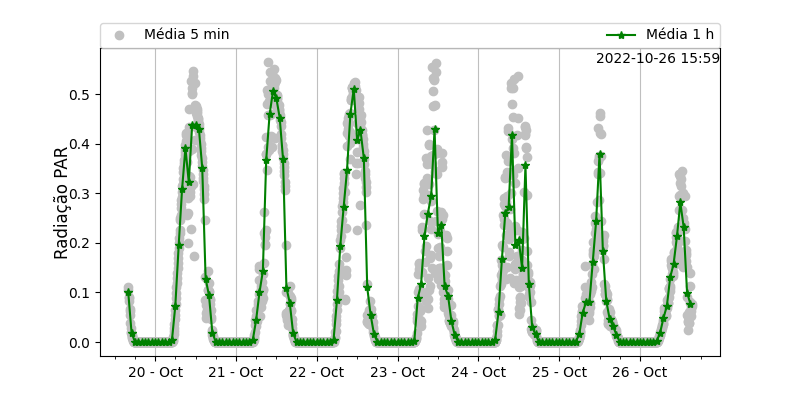 Média 5 min
Média 1 h
2022-10-26 15:59
Radiação PAR
0.5
0.4
0.3
0.2
0.1
0.0
20 - Oct
21 - Oct
22 - Oct
23 - Oct
24 - Oct
25 - Oct
26 - Oct